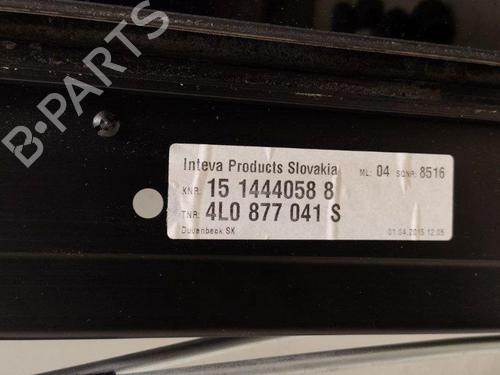 B-PARTS
Inteva Products Slovakia ML: 04 SQNR: 8516
KNR: 15 1444058 8
TNR: 4L0 877 041 S
Duvenbeck SK 01.04.2015 12:05